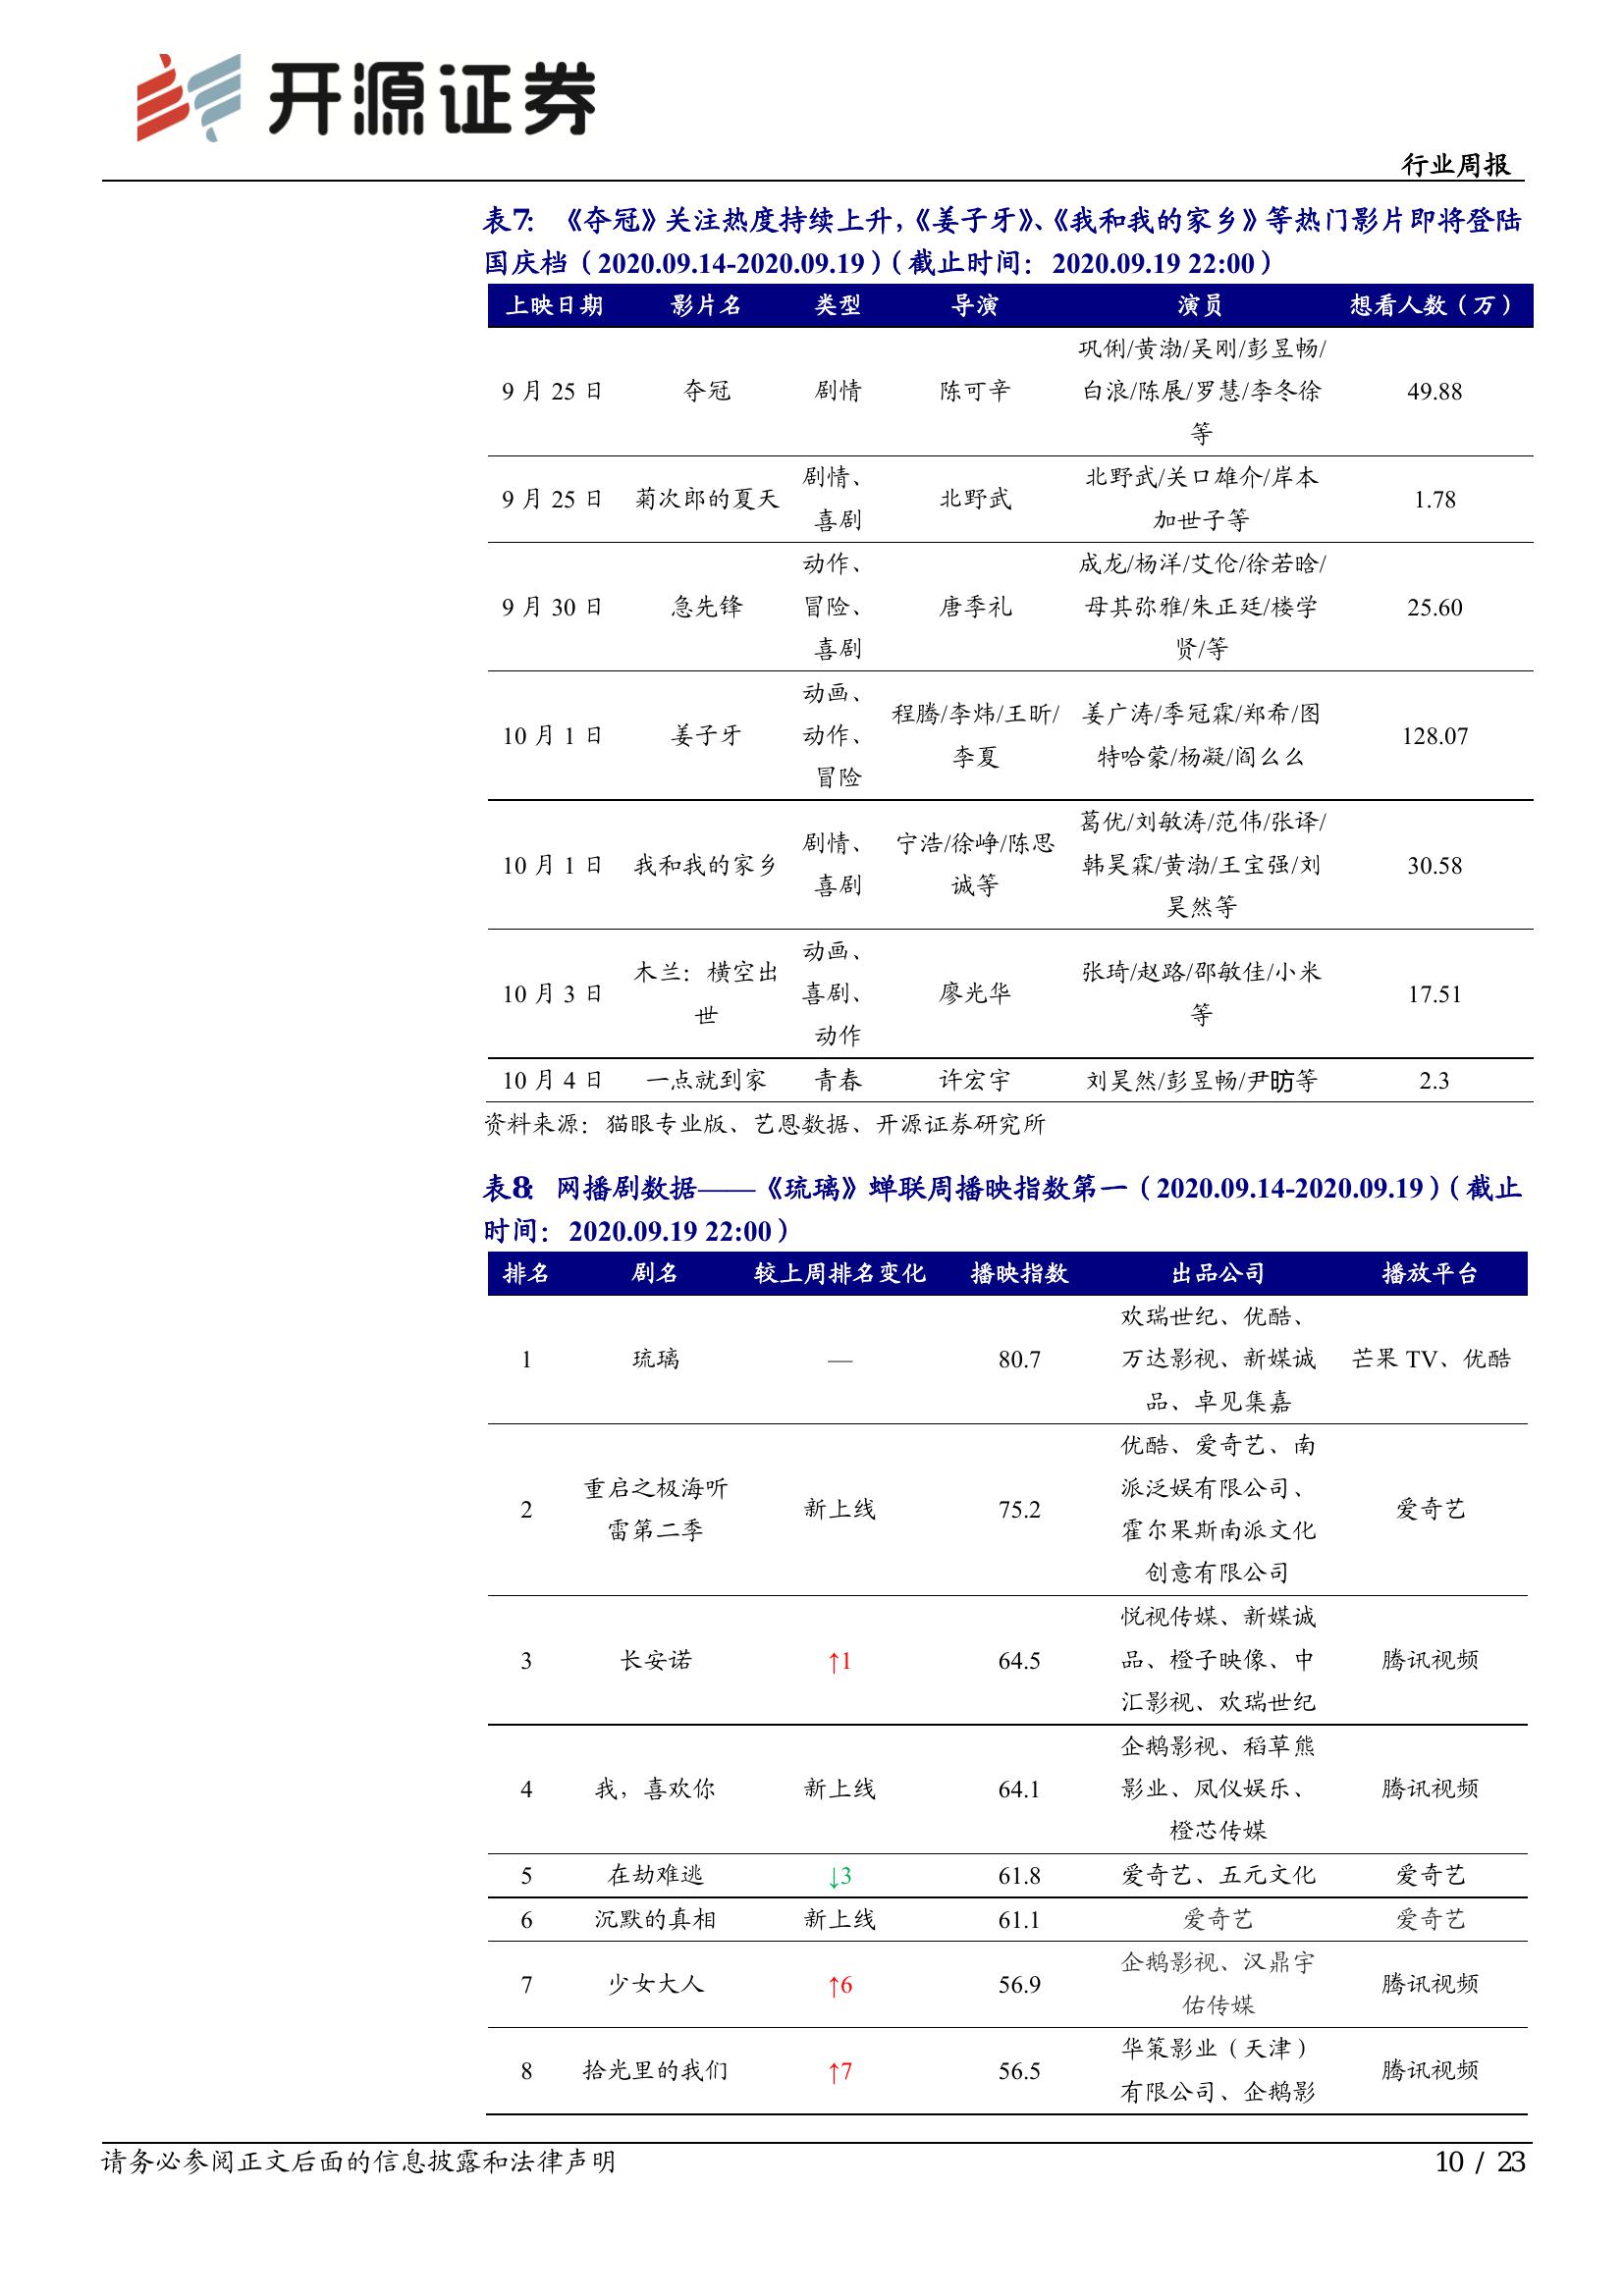 开源证券
行业周报
表7: 《夺冠》关注热度持续上升,《姜子牙》、《我和我的家乡》等热门影片即将登陆
国庆档（2020.09.14-2020.09.19）（截止时间：2020.09.19 22:00）
上映日期 影片名 类型 导演 演员 想看人数（万）
巩俐/黄渤/吴刚/彭昱畅/
9 月 25 日 夺冠 剧情 陈可辛 白浪/陈展/罗慧/李冬徐 49.88
等
剧情、 北野武/关口雄介/岸本
9 月 25 日 菊次郎的夏天 北野武 1.78
喜剧 加世子等
动作、 成龙/杨洋/艾伦/徐若晗/
9 月 30 日 急先锋 冒险、 唐季礼 母其弥雅/朱正廷/楼学 25.60
喜剧 贤/等
动画、
程腾/李炜/王昕/ 姜广涛/季冠霖/郑希/图
10 月 1 日 姜子牙 动作、 128.07
李夏 特哈蒙/杨凝/阎么么
冒险
葛优/刘敏涛/范伟/张译/
剧情、 宁浩/徐峥/陈思
10 月 1 日 我和我的家乡 韩昊霖/黄渤/王宝强/刘 30.58
喜剧 诚等
昊然等
动画、
木兰：横空出 张琦/赵路/邵敏佳/小米
10 月 3 日 喜剧、 廖光华 17.51
世 等
动作
10 月 4 日 一点就到家 青春 许宏宇 刘昊然/彭昱畅/尹昉等 2.3
资料来源：猫眼专业版、艺恩数据、开源证券研究所
表8: 网播剧数据——《琉璃》蝉联周播映指数第一（2020.09.14-2020.09.19）（截止
时间：2020.09.19 22:00）
排名 剧名 较上周排名变化 播映指数 出品公司 播放平台
欢瑞世纪、优酷、
1 琉璃 — 80.7 万达影视、新媒诚 芒果 TV、优酷
品、卓见集嘉
优酷、爱奇艺、南
重启之极海听 派泛娱有限公司、
2 新上线 75.2 爱奇艺
雷第二季 霍尔果斯南派文化
创意有限公司
悦视传媒、新媒诚
3 长安诺 ↑1 64.5 品、橙子映像、中 腾讯视频
汇影视、欢瑞世纪
企鹅影视、稻草熊
4 我，喜欢你 新上线 64.1 影业、凤仪娱乐、 腾讯视频
橙芯传媒
5 在劫难逃 ↓3 61.8 爱奇艺、五元文化 爱奇艺
6 沉默的真相 新上线 61.1 爱奇艺 爱奇艺
企鹅影视、汉鼎宇
7 少女大人 ↑6 56.9 腾讯视频
佑传媒
华策影业（天津）
8 拾光里的我们 ↑7 56.5 腾讯视频
有限公司、企鹅影
请务必参阅正文后面的信息披露和法律声明 10 / 23